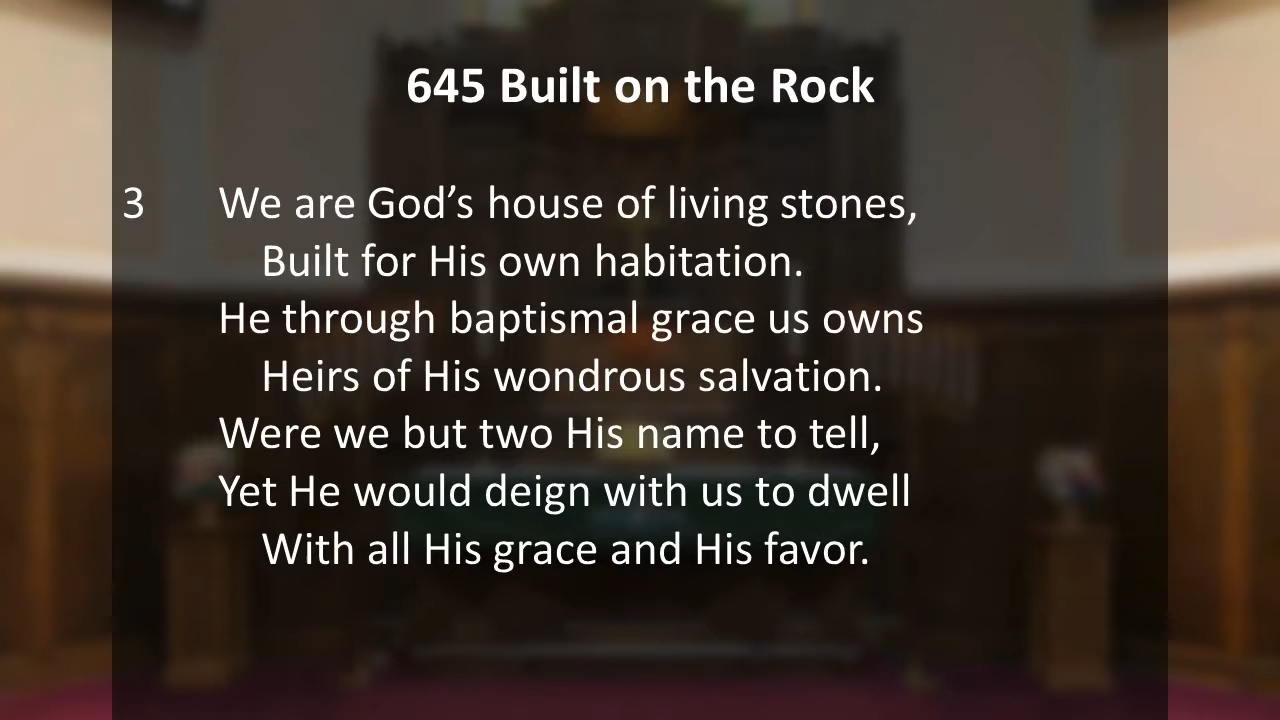 645 Built on the Rock
3 We are God’s house of living stones,
Built for His own habitation.
He through baptismal grace us owns
Heirs of His wondrous salvation.
Were we but two His name to tell,
Yet He would deign with us to dwell
With all His grace and His favor.